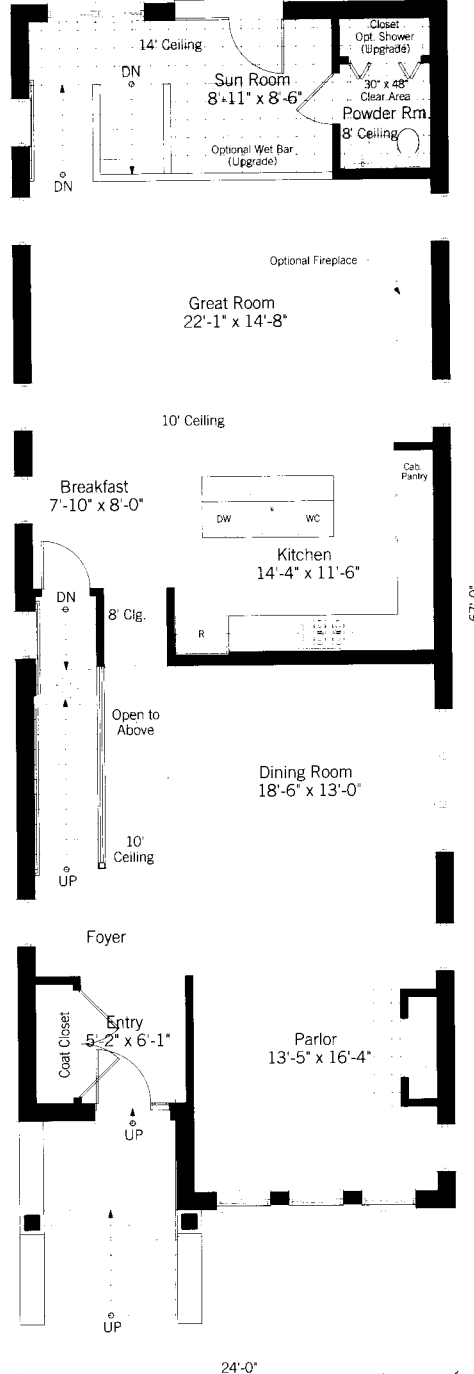 Closet
Opt. Shower
(Upgrade)
14' Ceiling
DN
Sun Room
8'-11" x 8'-6"
30" x 48"
Clear Area
Powder Rm.
8' Ceiling
Optional Wet Bar
(Upgrade)
DN
Optional Fireplace
Great Room
22'-1" x 14'-8"
10' Ceiling
Cab.
Pantry
Breakfast
7'-10" x 8'-0"
DW
WC
Kitchen
14'-4" x 11'-6"
DN
8' Clg.
R
67'-0"
Open to
Above
Dining Room
18'-6" x 13'-0"
10'
Ceiling
UP
Foyer
Coat Closet
Entry
5'-2" x 6'-1"
Parlor
13'-5" x 16'-4"
UP
UP
24'-0"